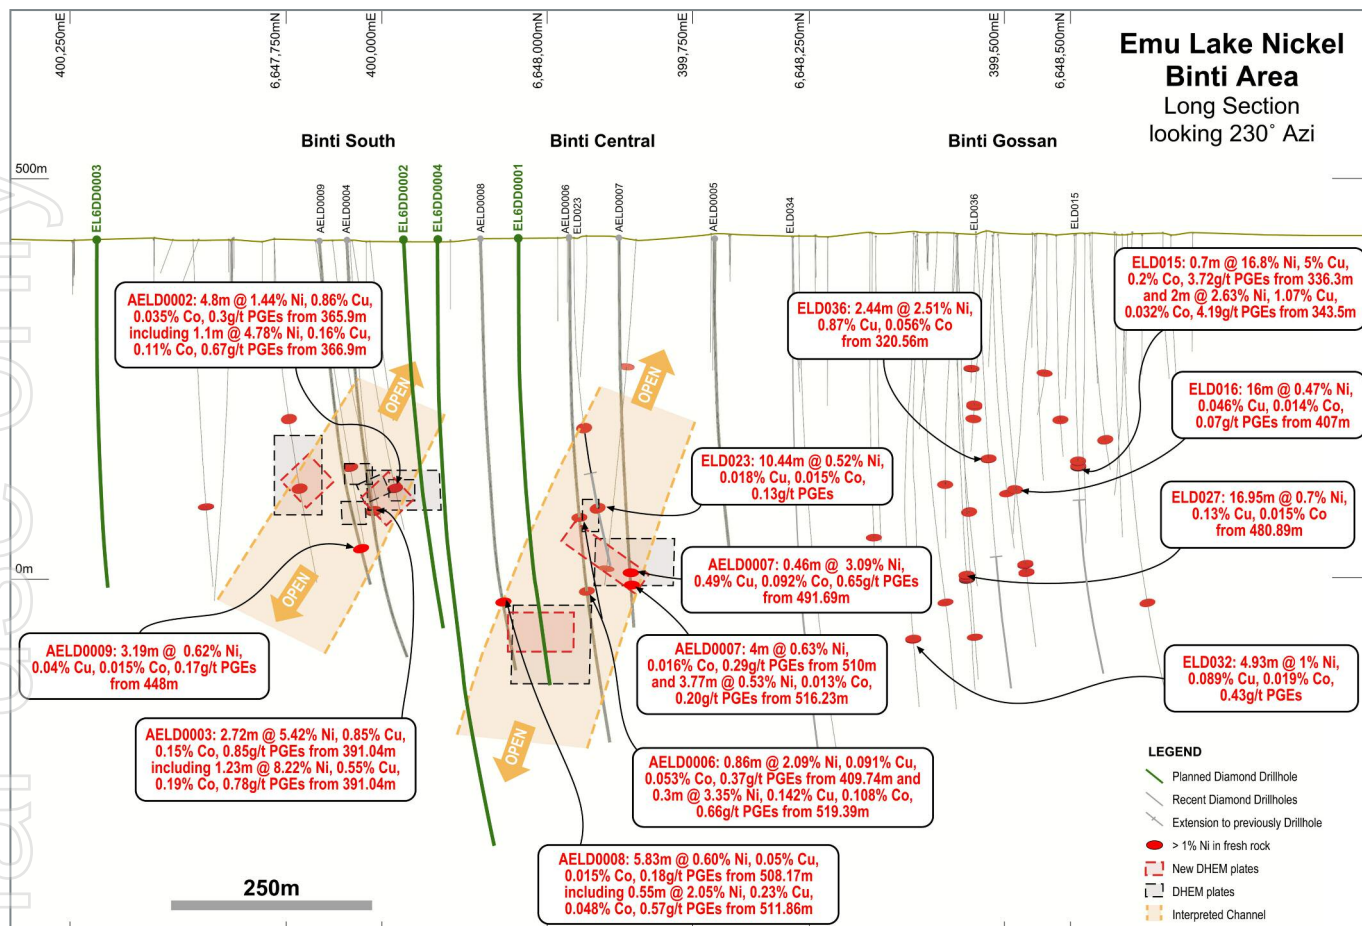 400,250mE
6,647,750mN
400,000mE
6,648,000mN
399,750mE
6,648,250mN
399,500mE
6,648,500mN
Emu Lake Nickel
Binti Area
Long Section
looking 230° Azi
Binti South
Binti Central
Binti Gossan
500m
0m
EL6DD0003
AELD0009
AELD0004
EL6DD0002
EL6DD0004
AELD0008
EL6DD0001
AELD0006
ELD023
AELD0007
AELD0005
ELD034
ELD036
ELD015
AELD0002: 4.8m @ 1.44% Ni, 0.86% Cu,
0.035% Co, 0.3g/t PGEs from 365.9m
including 1.1m @ 4.78% Ni, 0.16% Cu,
0.11% Co, 0.67g/t PGEs from 366.9m
ELD036: 2.44m @ 2.51% Ni,
0.87% Cu, 0.056% Co
from 320.56m
ELD015: 0.7m @ 16.8% Ni, 5% Cu,
0.2% Co, 3.72g/t PGEs from 336.3m
and 2m @ 2.63% Ni, 1.07% Cu,
0.032% Co, 4.19g/t PGEs from 343.5m
ELD016: 16m @ 0.47% Ni,
0.046% Cu, 0.014% Co,
0.07g/t PGEs from 407m
ELD023: 10.44m @ 0.52% Ni,
0.018% Cu, 0.015% Co,
0.13g/t PGEs
ELD027: 16.95m @ 0.7% Ni,
0.13% Cu, 0.015% Co
from 480.89m
AELD0007: 0.46m @ 3.09% Ni,
0.49% Cu, 0.092% Co, 0.65g/t PGEs
from 491.69m
AELD0009: 3.19m @ 0.62% Ni,
0.04% Cu, 0.015% Co, 0.17g/t PGEs
from 448m
AELD0007: 4m @ 0.63% Ni,
0.016% Co, 0.29g/t PGEs from 510m
and 3.77m @ 0.53% Ni, 0.013% Co,
0.20g/t PGEs from 516.23m
ELD032: 4.93m @ 1% Ni,
0.089% Cu, 0.019% Co,
0.43g/t PGEs
AELD0003: 2.72m @ 5.42% Ni, 0.85% Cu,
0.15% Co, 0.85g/t PGEs from 391.04m
including 1.23m @ 8.22% Ni, 0.55% Cu,
0.19% Co, 0.78g/t PGEs from 391.04m
AELD0006: 0.86m @ 2.09% Ni, 0.091% Cu,
0.053% Co, 0.37g/t PGEs from 409.74m and
0.3m @ 3.35% Ni, 0.142% Cu, 0.108% Co,
0.66g/t PGEs from 519.39m
AELD0008: 5.83m @ 0.60% Ni, 0.05% Cu,
0.015% Co, 0.18g/t PGEs from 508.17m
including 0.55m @ 2.05% Ni, 0.23% Cu,
0.048% Co, 0.57g/t PGEs from 511.86m
OPEN
OPEN
OPEN
OPEN
250m
LEGEND
Planned Diamond Drillhole
Recent Diamond Drillholes
Extension to previously Drillhole
> 1% Ni in fresh rock
New DHEM plates
DHEM plates
Interpreted Channel